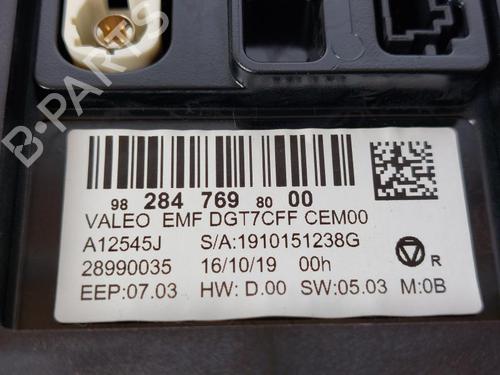 B-PARTS
98 284 769 80 00
VALEO EMF DGT7CFF CEM00
A12545J S/A:1910151238G
28990035 16/10/19 00h
R
EEP:07.03 HW: D.00 SW:05.03 M:0B